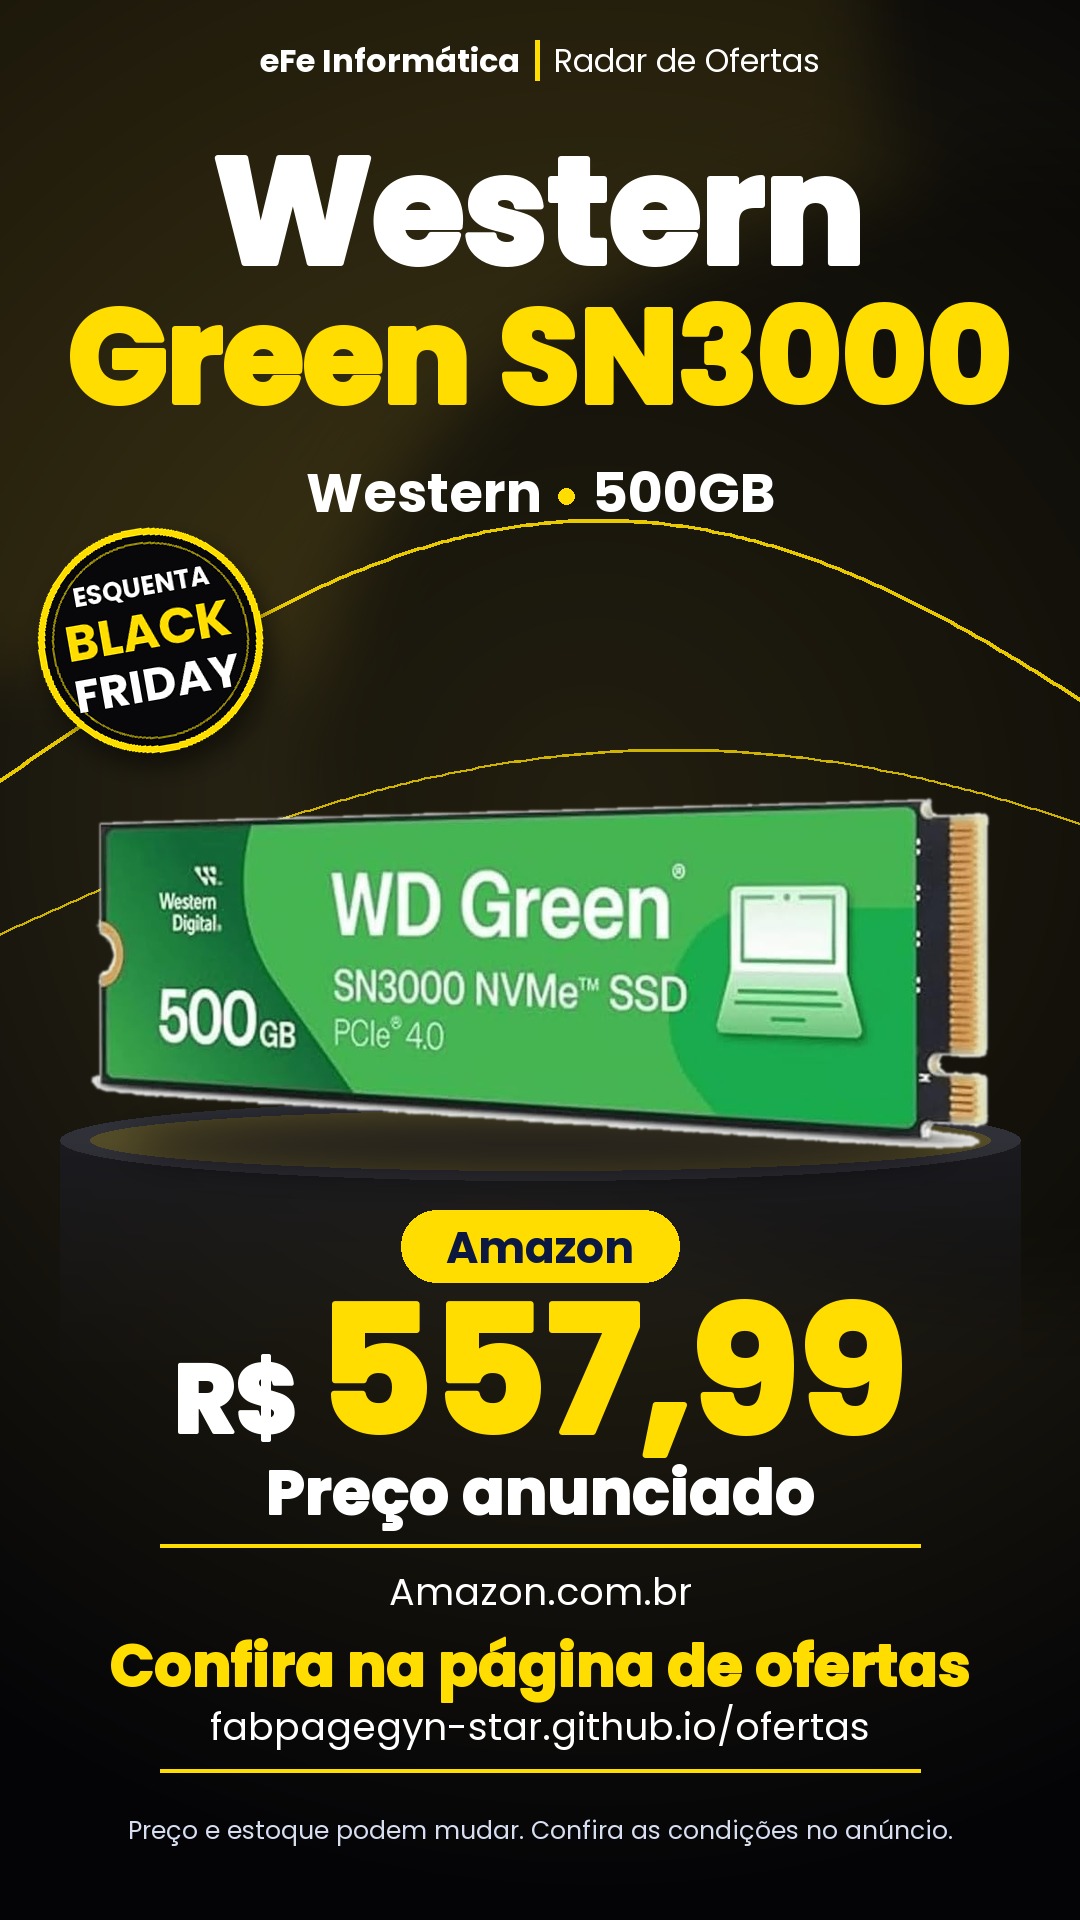 eFe Informática | Radar de Ofertas
Western
Green SN3000
Western • 500GB
ESQUENTA
BLACK
FRIDAY
Western
Digital®
500GB
WD Green®
SN3000 NVMe™ SSD
PCIe® 4.0
Amazon
R$ 557,99
Preço anunciado
Amazon.com.br
Confira na página de ofertas
fabpagegyn-star.github.io/ofertas
Preço e estoque podem mudar. Confira as condições no anúncio.